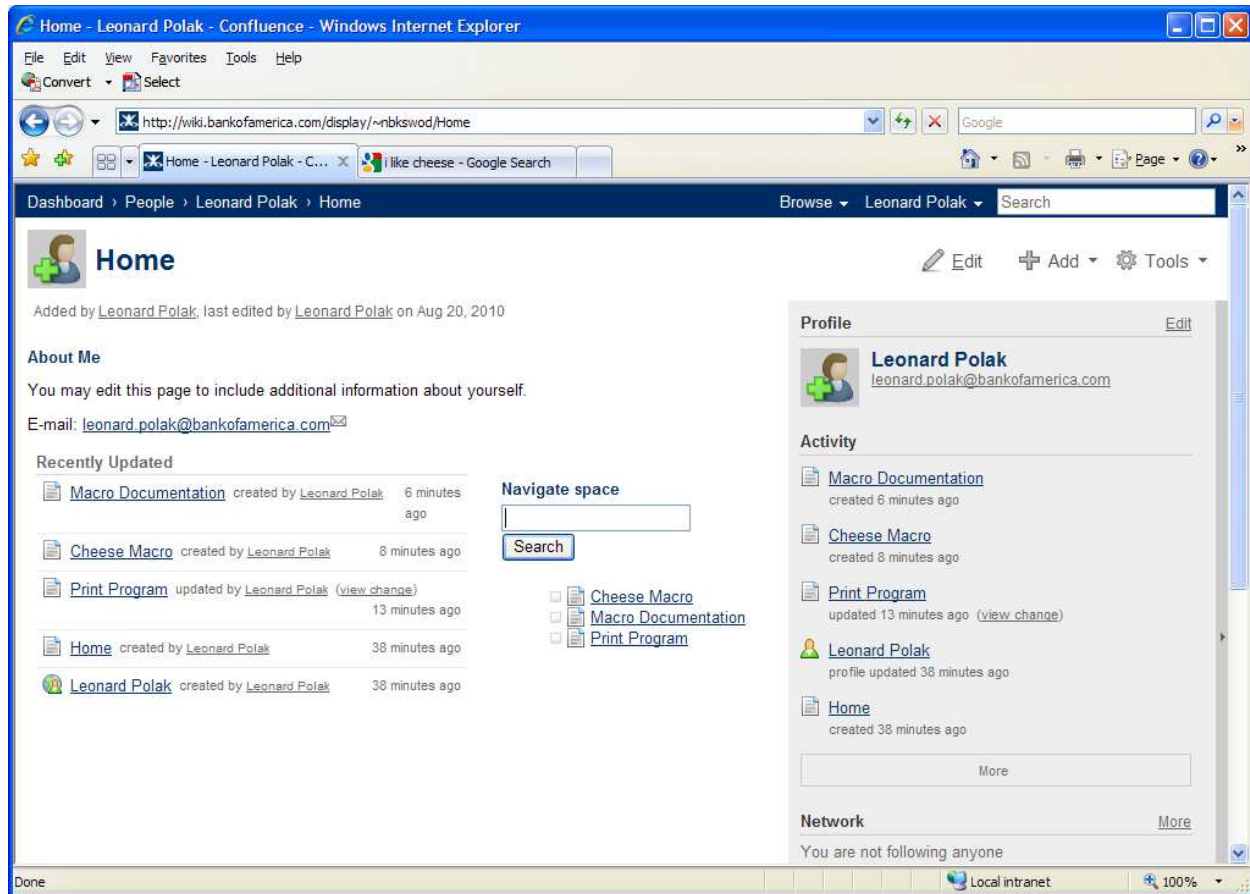 Home - Leonard Polak - Confluence - Windows Internet Explorer
File Edit View Favorites Tools Help
Convert Select
http://wiki.bankofamerica.com/display/~nbkswod/Home Google
Home - Leonard Polak - C... i like cheese - Google Search Page »
Dashboard › People › Leonard Polak › Home Browse Leonard Polak Search
Home Edit Add Tools
Added by Leonard Polak, last edited by Leonard Polak on Aug 20, 2010
About Me
You may edit this page to include additional information about yourself.
E-mail: leonard.polak@bankofamerica.com
Recently Updated
Macro Documentation created by Leonard Polak 6 minutes
ago
Cheese Macro created by Leonard Polak 8 minutes ago
Print Program updated by Leonard Polak (view change)
13 minutes ago
Home created by Leonard Polak 38 minutes ago
Leonard Polak created by Leonard Polak 38 minutes ago
Navigate space
Search
Cheese Macro
Macro Documentation
Print Program
Profile Edit
Leonard Polak
leonard.polak@bankofamerica.com
Activity
Macro Documentation
created 6 minutes ago
Cheese Macro
created 8 minutes ago
Print Program
updated 13 minutes ago (view change)
Leonard Polak
profile updated 38 minutes ago
Home
created 38 minutes ago
More
Network More
You are not following anyone
Done Local intranet 100%